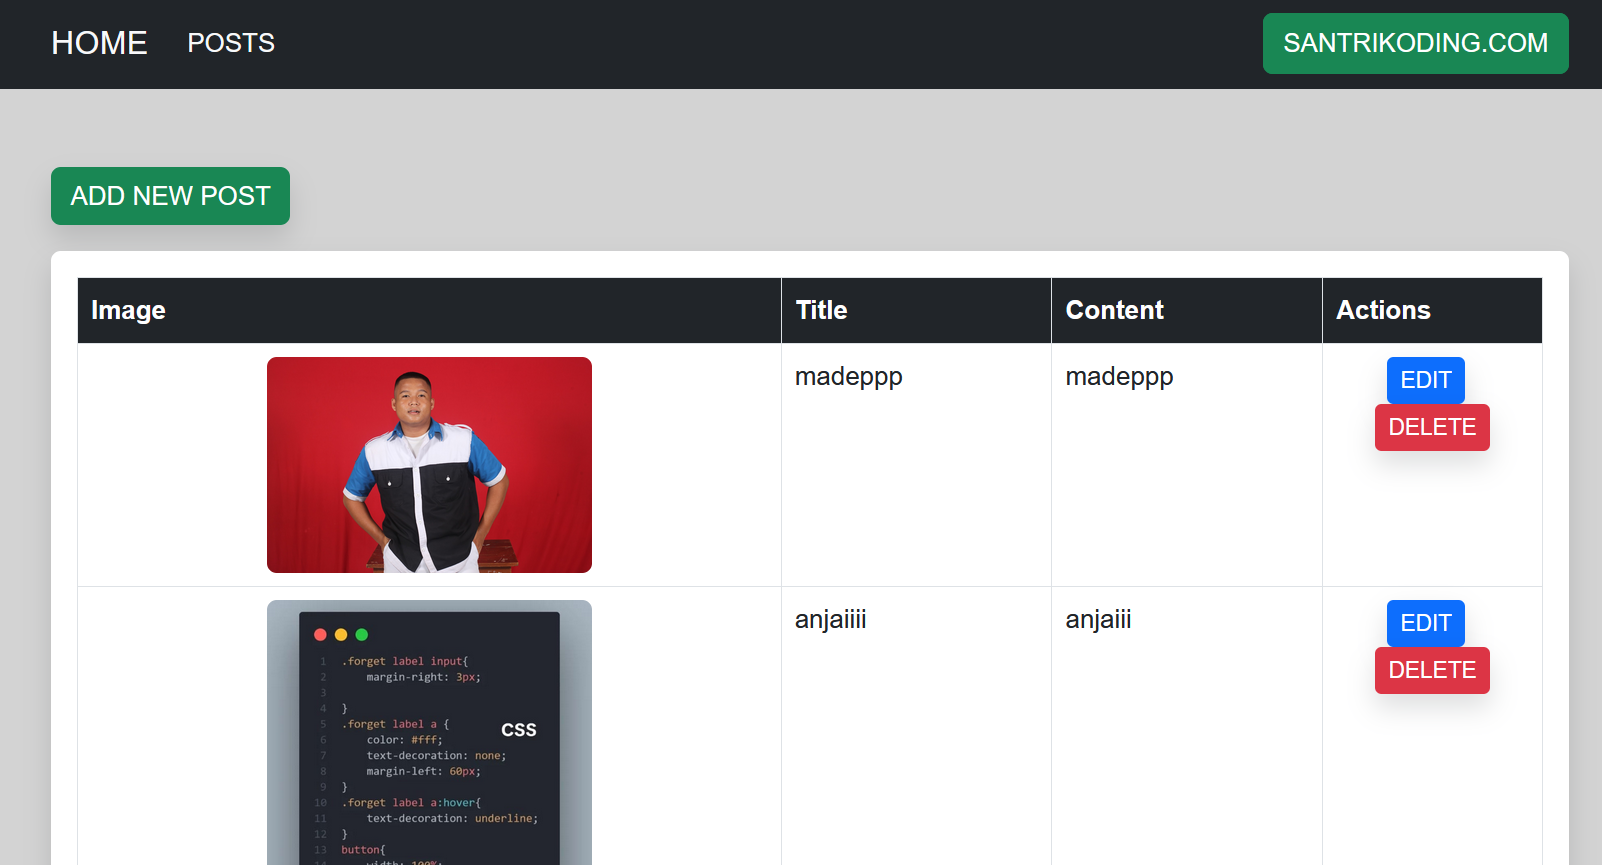 HOME POSTS SANTRIKODING.COM
ADD NEW POST
Image Title Content Actions
madeppp madeppp EDIT
DELETE
anjaiiii anjaiii EDIT
DELETE
CSS
1 .forget label input{
2 margin-right: 3px;
3
4 }
5 .forget label a {
6 color: #fff;
7 text-decoration: none;
8 margin-left: 60px;
9 }
10 .forget label a:hover{
11 text-decoration: underline;
12 }
13 button{
14 width: 100%;